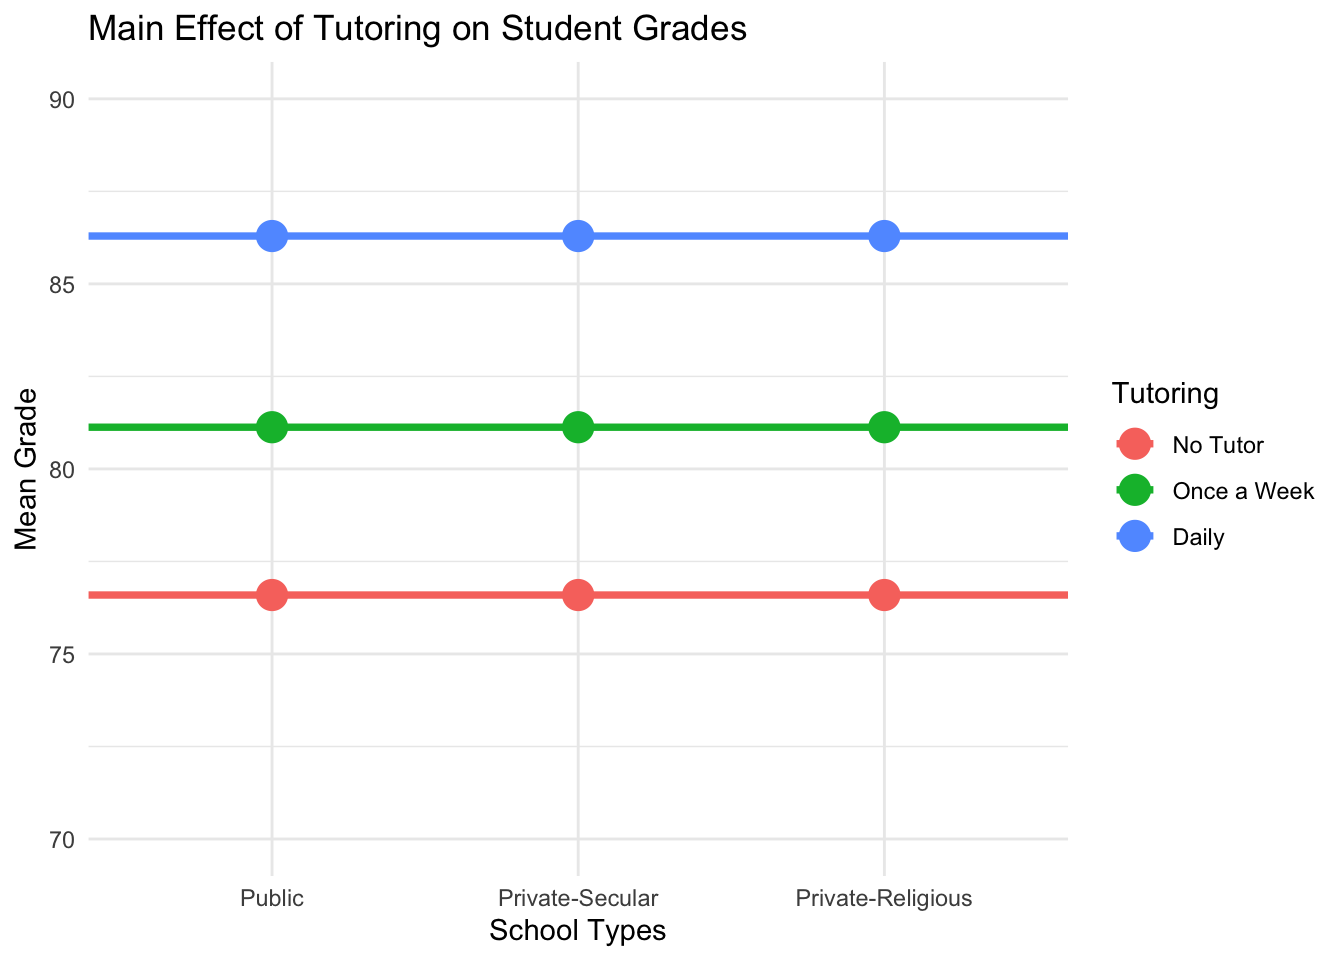 Main Effect of Tutoring on Student Grades
90
85
80
75
70
Mean Grade
Public
Private-Secular
Private-Religious
School Types
Tutoring
No Tutor
Once a Week
Daily